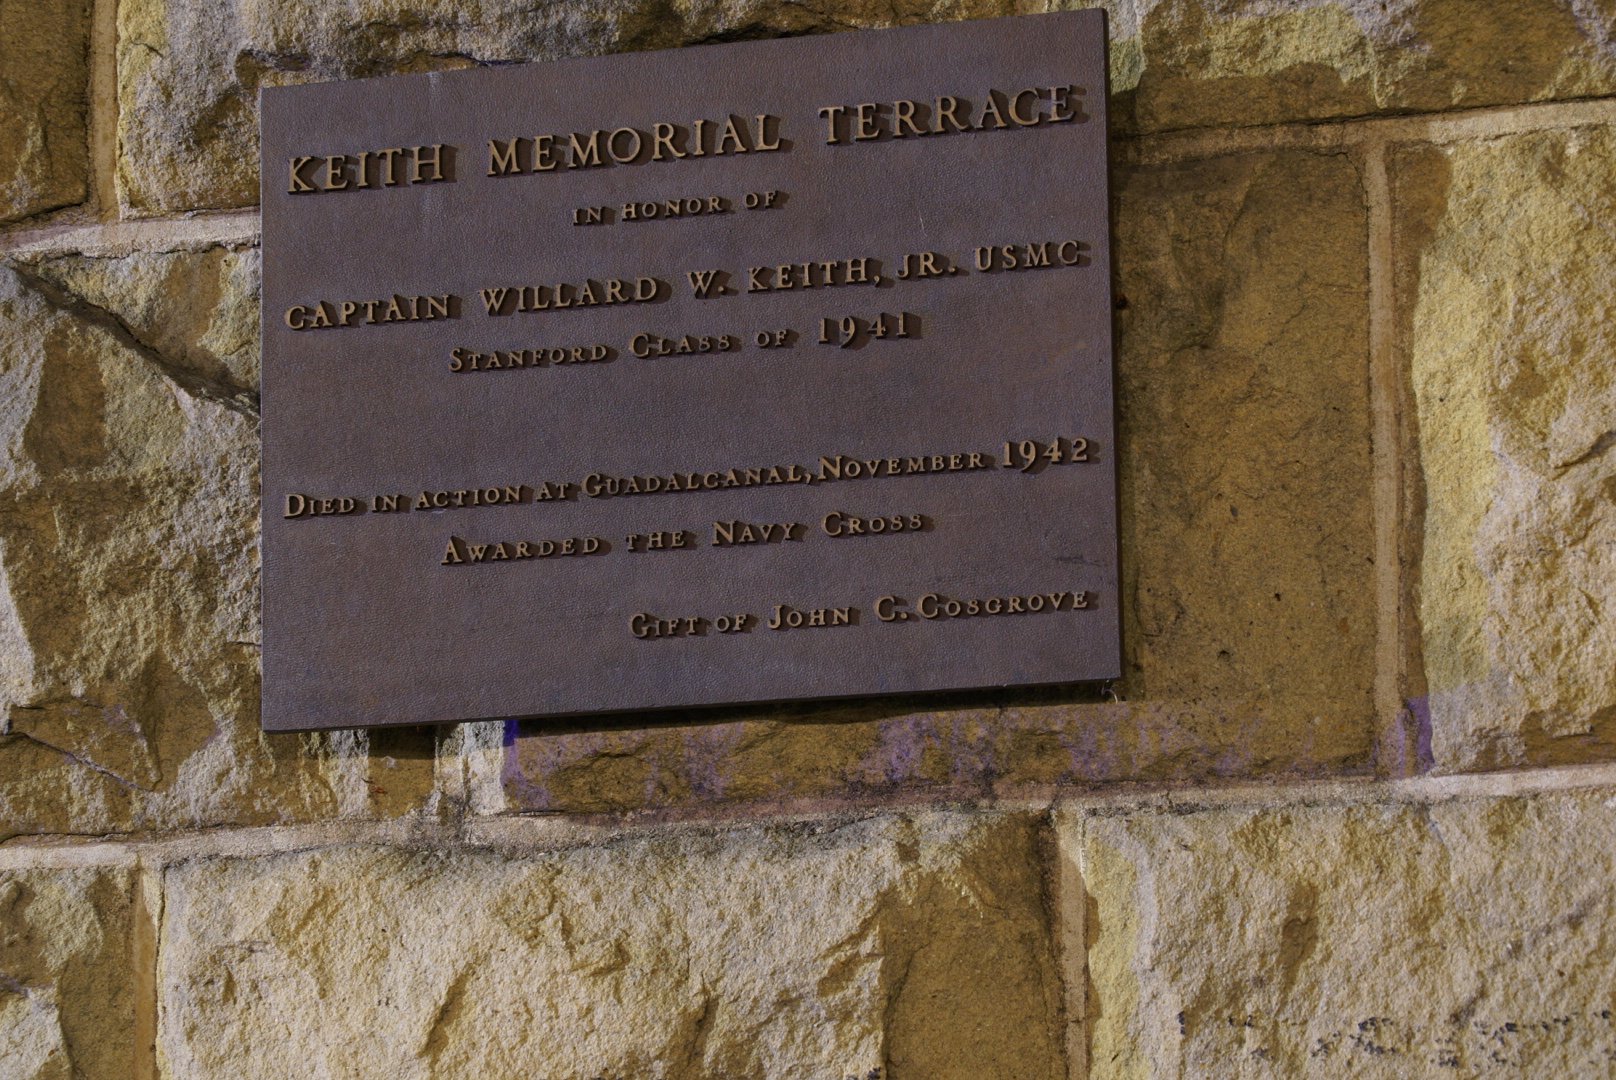 KEITH MEMORIAL TERRACE
IN HONOR OF
CAPTAIN WILLARD W. KEITH, JR. USMC
STANFORD CLASS OF 1941
DIED IN ACTION AT GUADALCANAL, NOVEMBER 1942
AWARDED THE NAVY CROSS
GIFT OF JOHN C. COSGROVE